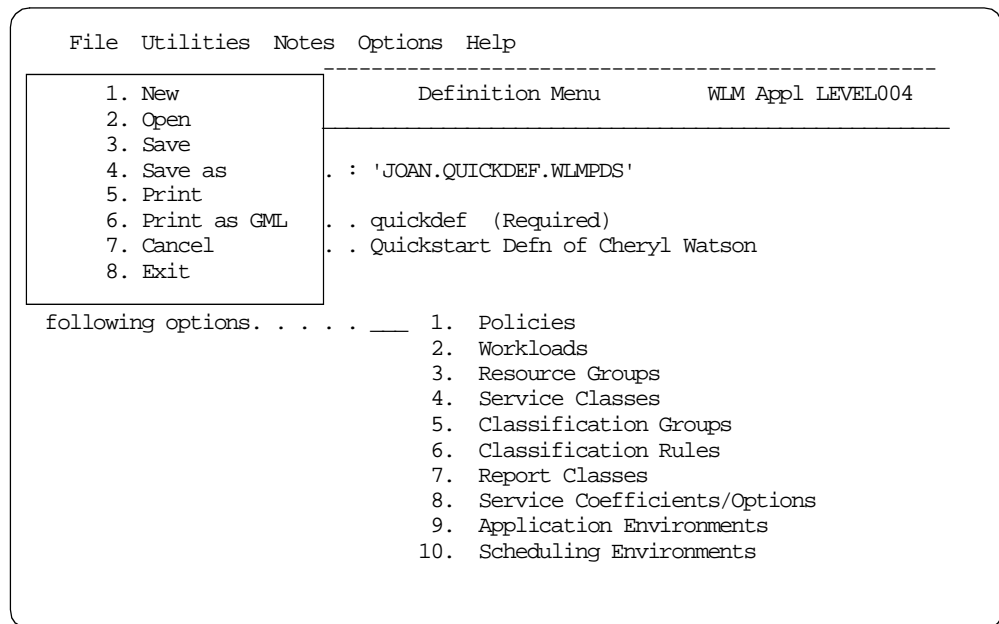 File Utilities Notes Options Help
--------------------------------------------------
1. New Definition Menu WLM Appl LEVEL004
2. Open ______________________________________________________
3. Save
4. Save as . : 'JOAN.QUICKDEF.WLMPDS'
5. Print
6. Print as GML . . quickdef (Required)
7. Cancel . . Quickstart Defn of Cheryl Watson
8. Exit
following options. . . . . ___ 1. Policies
2. Workloads
3. Resource Groups
4. Service Classes
5. Classification Groups
6. Classification Rules
7. Report Classes
8. Service Coefficients/Options
9. Application Environments
10. Scheduling Environments